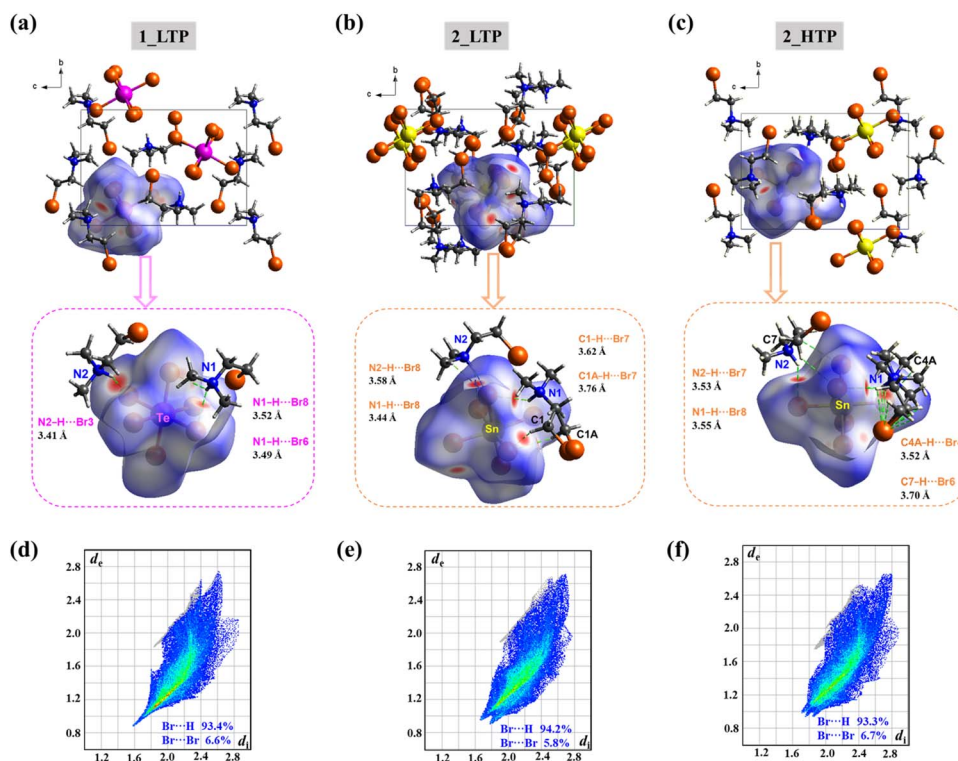 (a)
1_LTP
(b)
2_LTP
(c)
2_HTP
b
c
b
c
b
c
N2
N1
Te
N2–H···Br3
3.41 Å
N1–H···Br8
3.52 Å
N1–H···Br6
3.49 Å
N2
N1
C1
C1A
Sn
N2–H···Br8
3.58 Å
N1–H···Br8
3.44 Å
C1–H···Br7
3.62 Å
C1A–H···Br7
3.76 Å
C7
N2
C4A
N1
Sn
N2–H···Br7
3.53 Å
N1–H···Br8
3.55 Å
C4A–H···Br
3.52 Å
C7–H···Br6
3.70 Å
(d)
de
2.8
2.4
2.0
1.6
1.2
0.8
Br···H 93.4%
Br···Br 6.6%
di
1.2 1.6 2.0 2.4 2.8
(e)
de
2.8
2.4
2.0
1.6
1.2
0.8
Br···H 94.2%
Br···Br 5.8%
di
1.2 1.6 2.0 2.4 2.8
(f)
de
2.8
2.4
2.0
1.6
1.2
0.8
Br···H 93.3%
Br···Br 6.7%
di
1.2 1.6 2.0 2.4 2.8